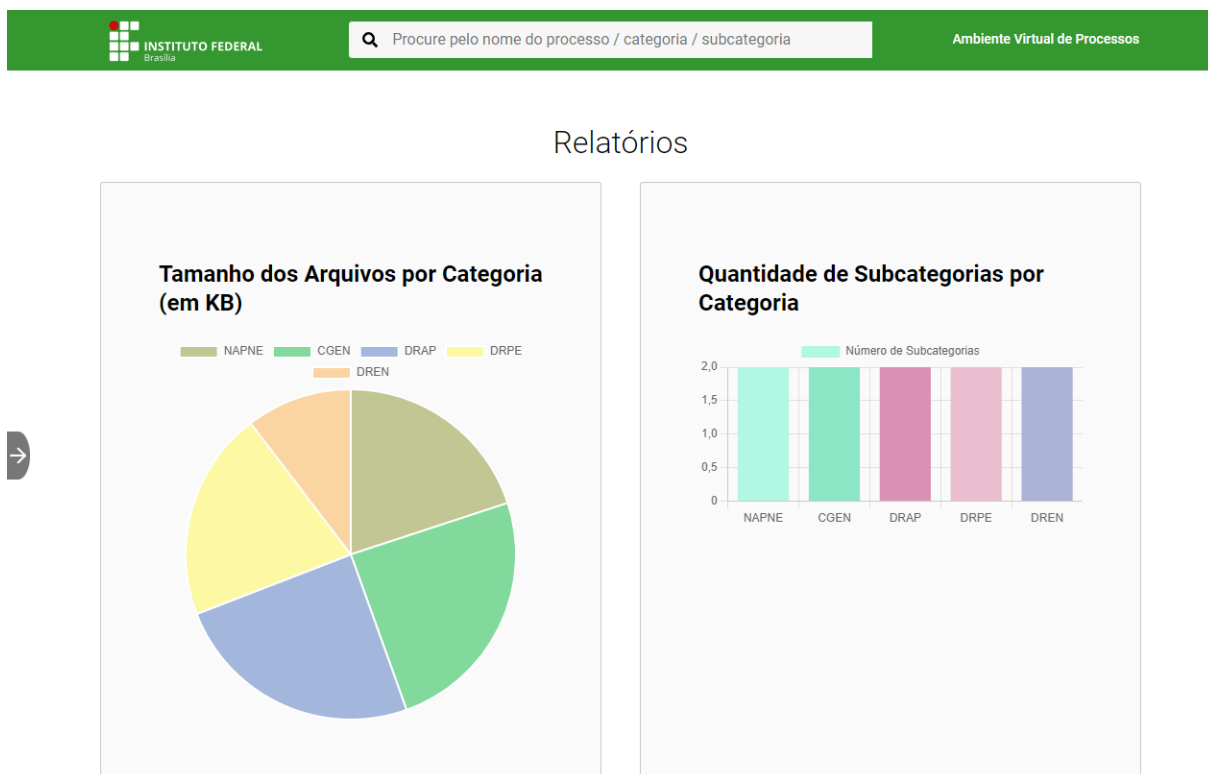 INSTITUTO FEDERAL
Brasília
Procure pelo nome do processo / categoria / subcategoria
Ambiente Virtual de Processos
Relatórios
Tamanho dos Arquivos por Categoria
(em KB)
NAPNE CGEN DRAP DRPE
DREN
Quantidade de Subcategorias por
Categoria
Número de Subcategorias
2,0
1,5
1,0
0,5
0
NAPNE CGEN DRAP DRPE DREN